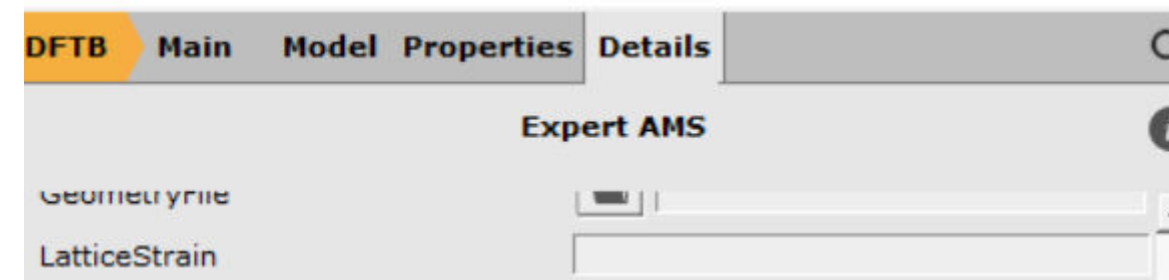 DFTB Main Model Properties Details
Expert AMS
GeometryFile
LatticeStrain